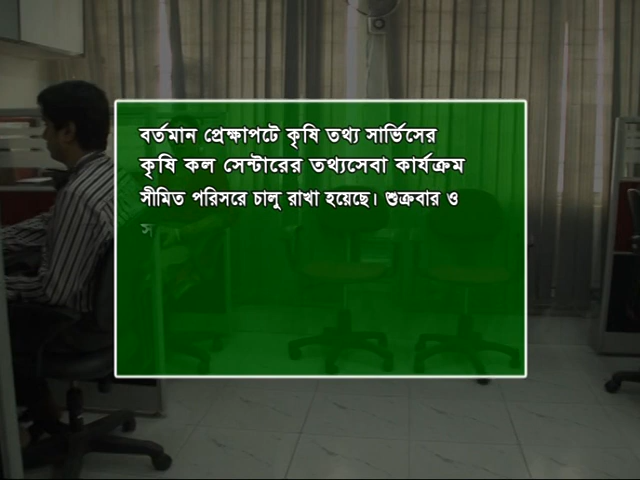 বর্তমান প্রেক্ষাপটে কৃষি তথ্য সার্ভিসের
কৃষি কল সেন্টারের তথ্যসেবা কার্যক্রম
সীমিত পরিসরে চালু রাখা হয়েছে। শুক্রবার ও
স